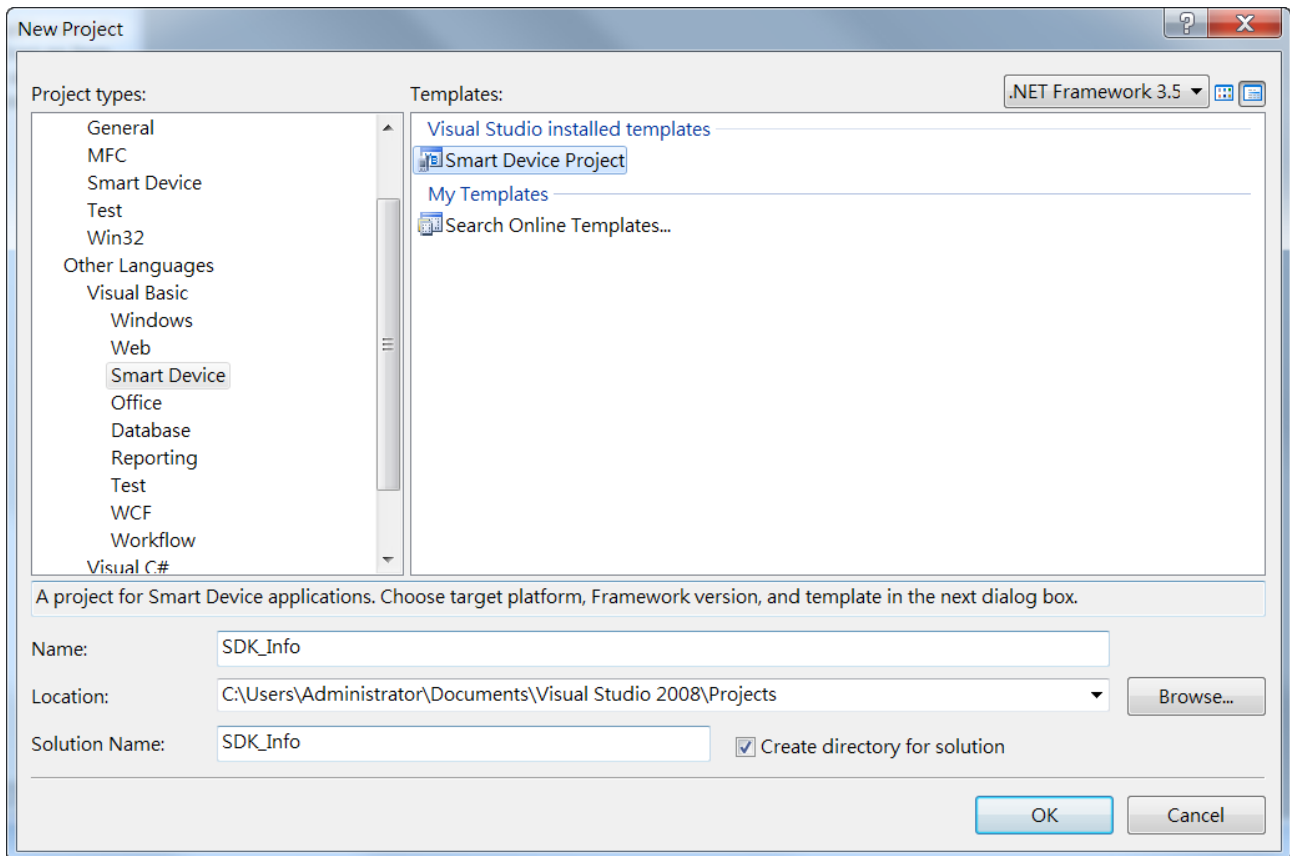 New Project
Project types:
Templates:
.NET Framework 3.5
General
MFC
Smart Device
Test
Win32
Other Languages
Visual Basic
Windows
Web
Smart Device
Office
Database
Reporting
Test
WCF
Workflow
Visual C#
Visual Studio installed templates
Smart Device Project
My Templates
Search Online Templates...
A project for Smart Device applications. Choose target platform, Framework version, and template in the next dialog box.
Name:
SDK_Info
Location:
C:\Users\Administrator\Documents\Visual Studio 2008\Projects
Browse...
Solution Name:
SDK_Info
Create directory for solution
OK
Cancel